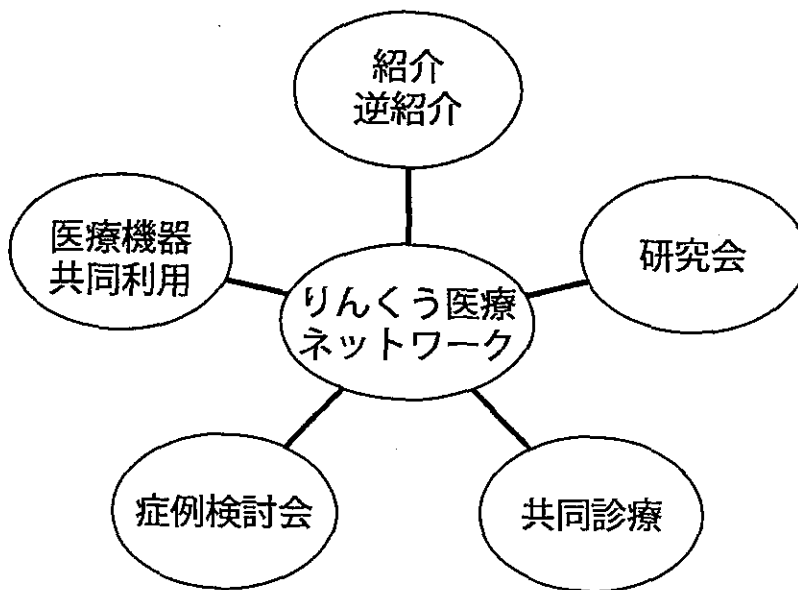 紹介
逆紹介
医療機器
共同利用
研究会
りんくう医療
ネットワーク
症例検討会
共同診療